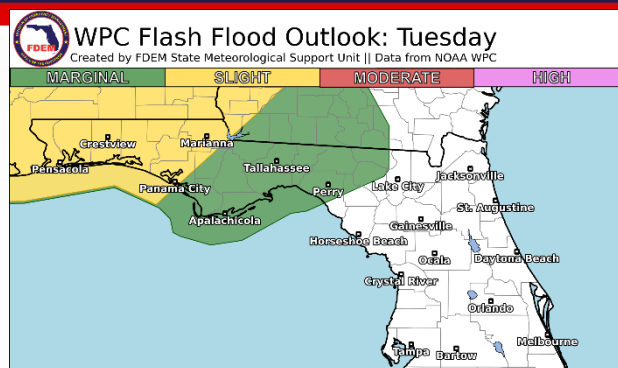 FDEM
WPC Flash Flood Outlook: Tuesday
Created by FDEM State Meteorological Support Unit || Data from NOAA WPC
MARGINAL SLIGHT MODERATE HIGH
Crestview Marianna
Pensacola Tallahassee Jacksonville
Panama City Perry Lake City
Apalachicola St. Augustine
Gainesville
Horseshoe Beach
Ocala Daytona Beach
Crystal River
Orlando
Melbourne
Tampa Bartow